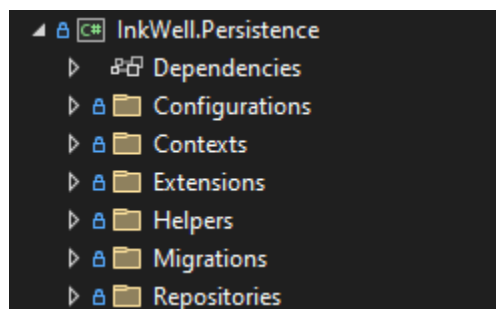 C# InkWell.Persistence
Dependencies
Configurations
Contexts
Extensions
Helpers
Migrations
Repositories